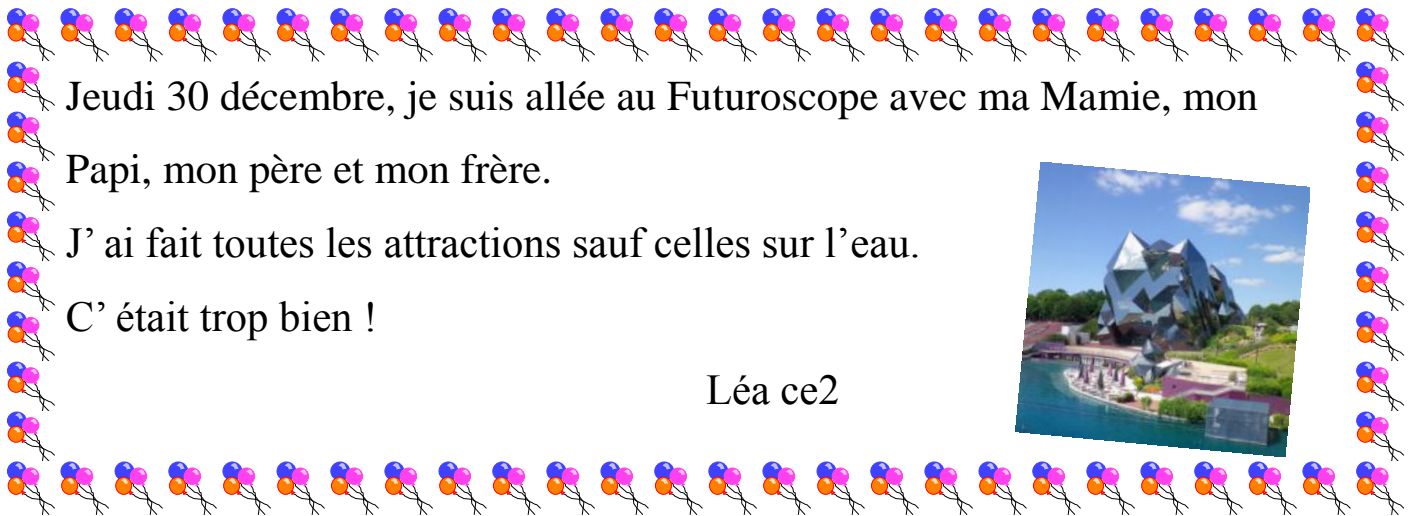 Jeudi 30 décembre, je suis allée au Futuroscope avec ma Mamie, mon
Papi, mon père et mon frère.
J’ ai fait toutes les attractions sauf celles sur l’eau.
C’ était trop bien !
Léa ce2